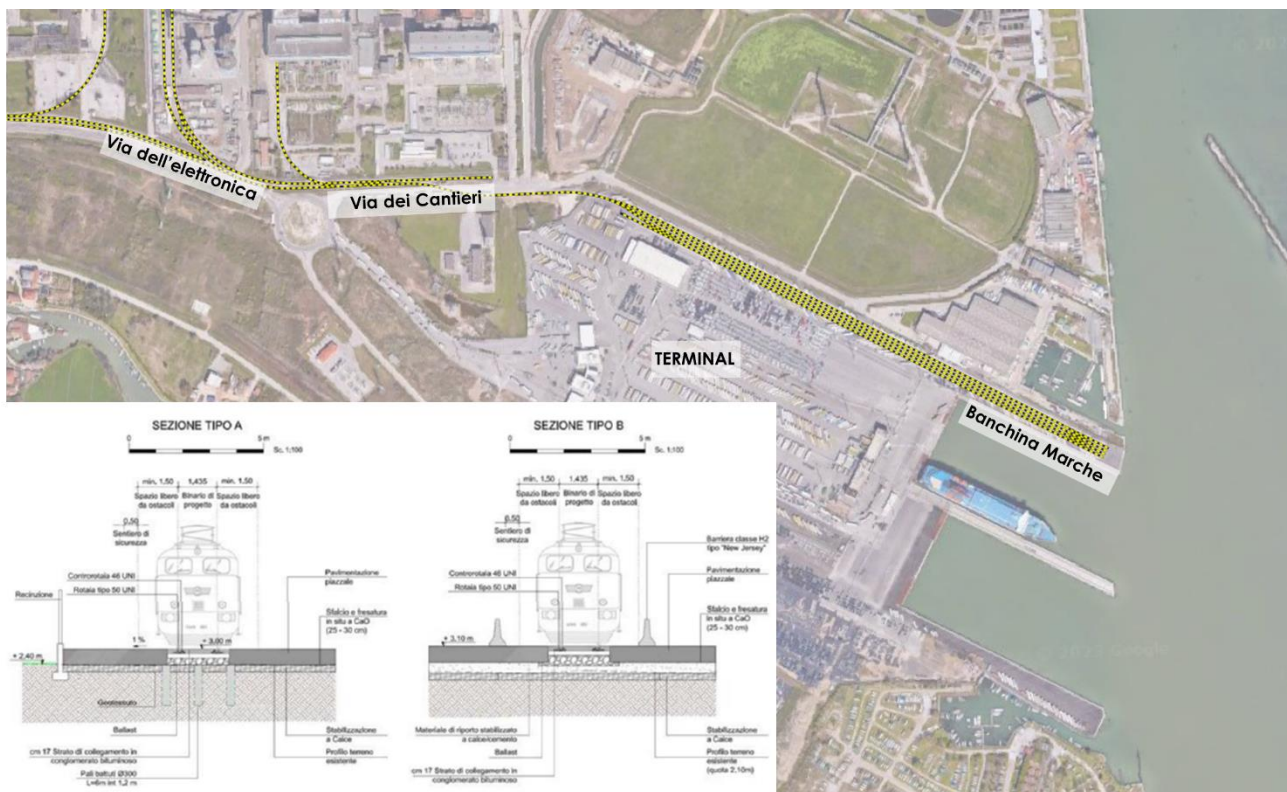 Via dell'elettronica
Via dei Cantieri
TERMINAL
Banchina Marche
SEZIONE TIPO A
0
5 m
Sc. 1:100
min. 1,50
1,435
min. 1,50
Spazio libero
da ostacoli
Binario di
progetto
Spazio libero
da ostacoli
0,50
Sentiero di
sicurezza
Controrotaia 46 UNI
Rotaia tipo 50 UNI
Recinzione
Pavimentazione
piazzale
Stalcio e fresatura
in situ a CaO
(25 - 30 cm)
1 %
+ 3,00 m
+ 2,40 m
Geotessuto
Ballast
cm 17 Strato di collegamento in
conglomerato bituminoso
Pali battuti Ø300
L=6m int 1,2 m
Stabilizzazione
a Calce
Profilo terreno
esistente
SEZIONE TIPO B
0
5 m
Sc. 1:100
min. 1,50
1,435
min. 1,50
Spazio libero
da ostacoli
Binario di
progetto
Spazio libero
da ostacoli
0,50
Sentiero di
sicurezza
Barriera classe H2
tipo "New Jersey"
Controrotaia 46 UNI
Rotaia tipo 50 UNI
Pavimentazione
piazzale
Stalcio e fresatura
in situ a CaO
(25 - 30 cm)
+ 3,10 m
Materiale di riporto stabilizzato
a calce/cemento
Ballast
cm 17 Strato di collegamento in
conglomerato bituminoso
Stabilizzazione
a Calce
Profilo terreno
esistente
(quota 2,10m)